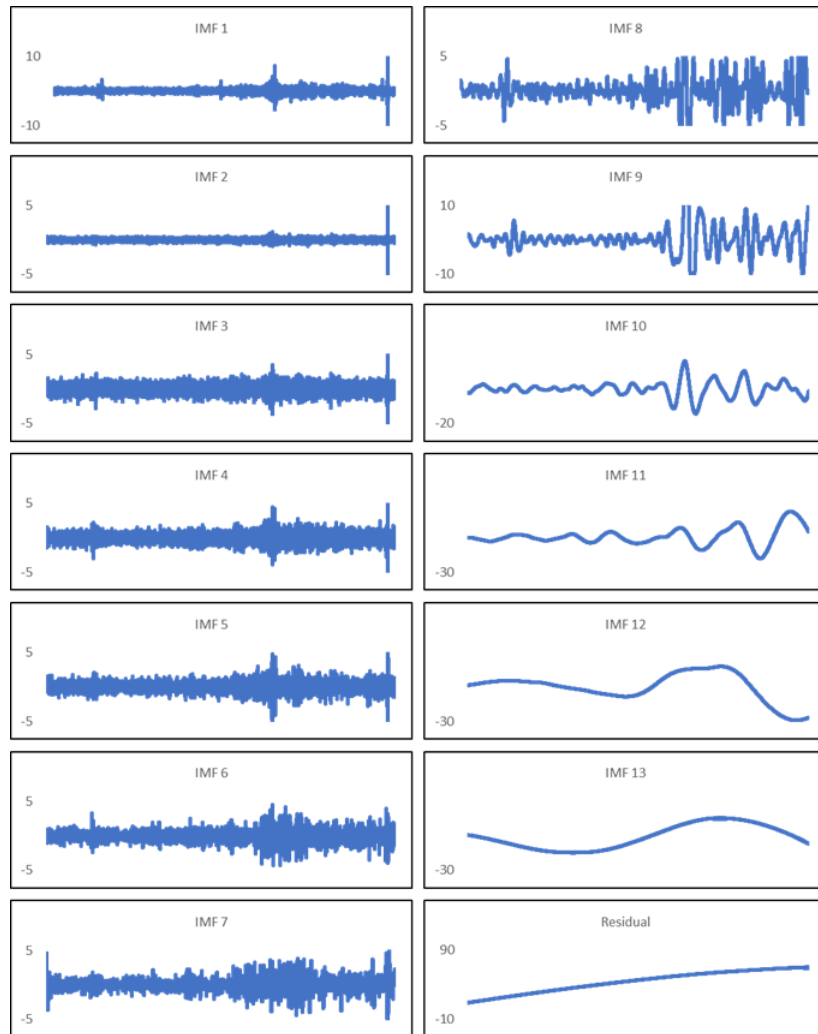 IMF 1
10
-10
IMF 2
5
-5
IMF 3
5
-5
IMF 4
5
-5
IMF 5
5
-5
IMF 6
5
-5
IMF 7
5
-5
IMF 8
5
-5
IMF 9
10
-10
IMF 10
-20
IMF 11
-30
IMF 12
-30
IMF 13
-30
Residual
90
-10